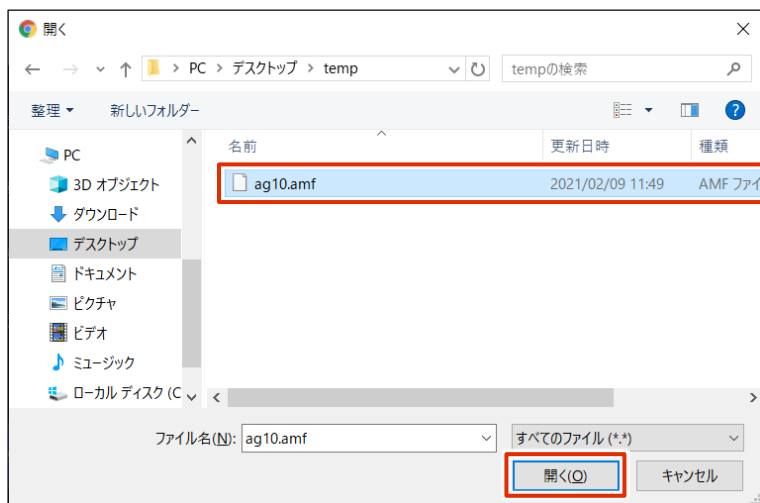 開く
PC > デスクトップ > temp
tempの検索
整理 新しいフォルダー
名前 更新日時 種類
ag10.amf 2021/02/09 11:49 AMF ファイ
PC
3D オブジェクト
ダウンロード
デスクトップ
ドキュメント
ピクチャ
ビデオ
ミュージック
ローカル ディスク (C
ファイル名(N): ag10.amf すべてのファイル (*.*)
開く(O) キャンセル